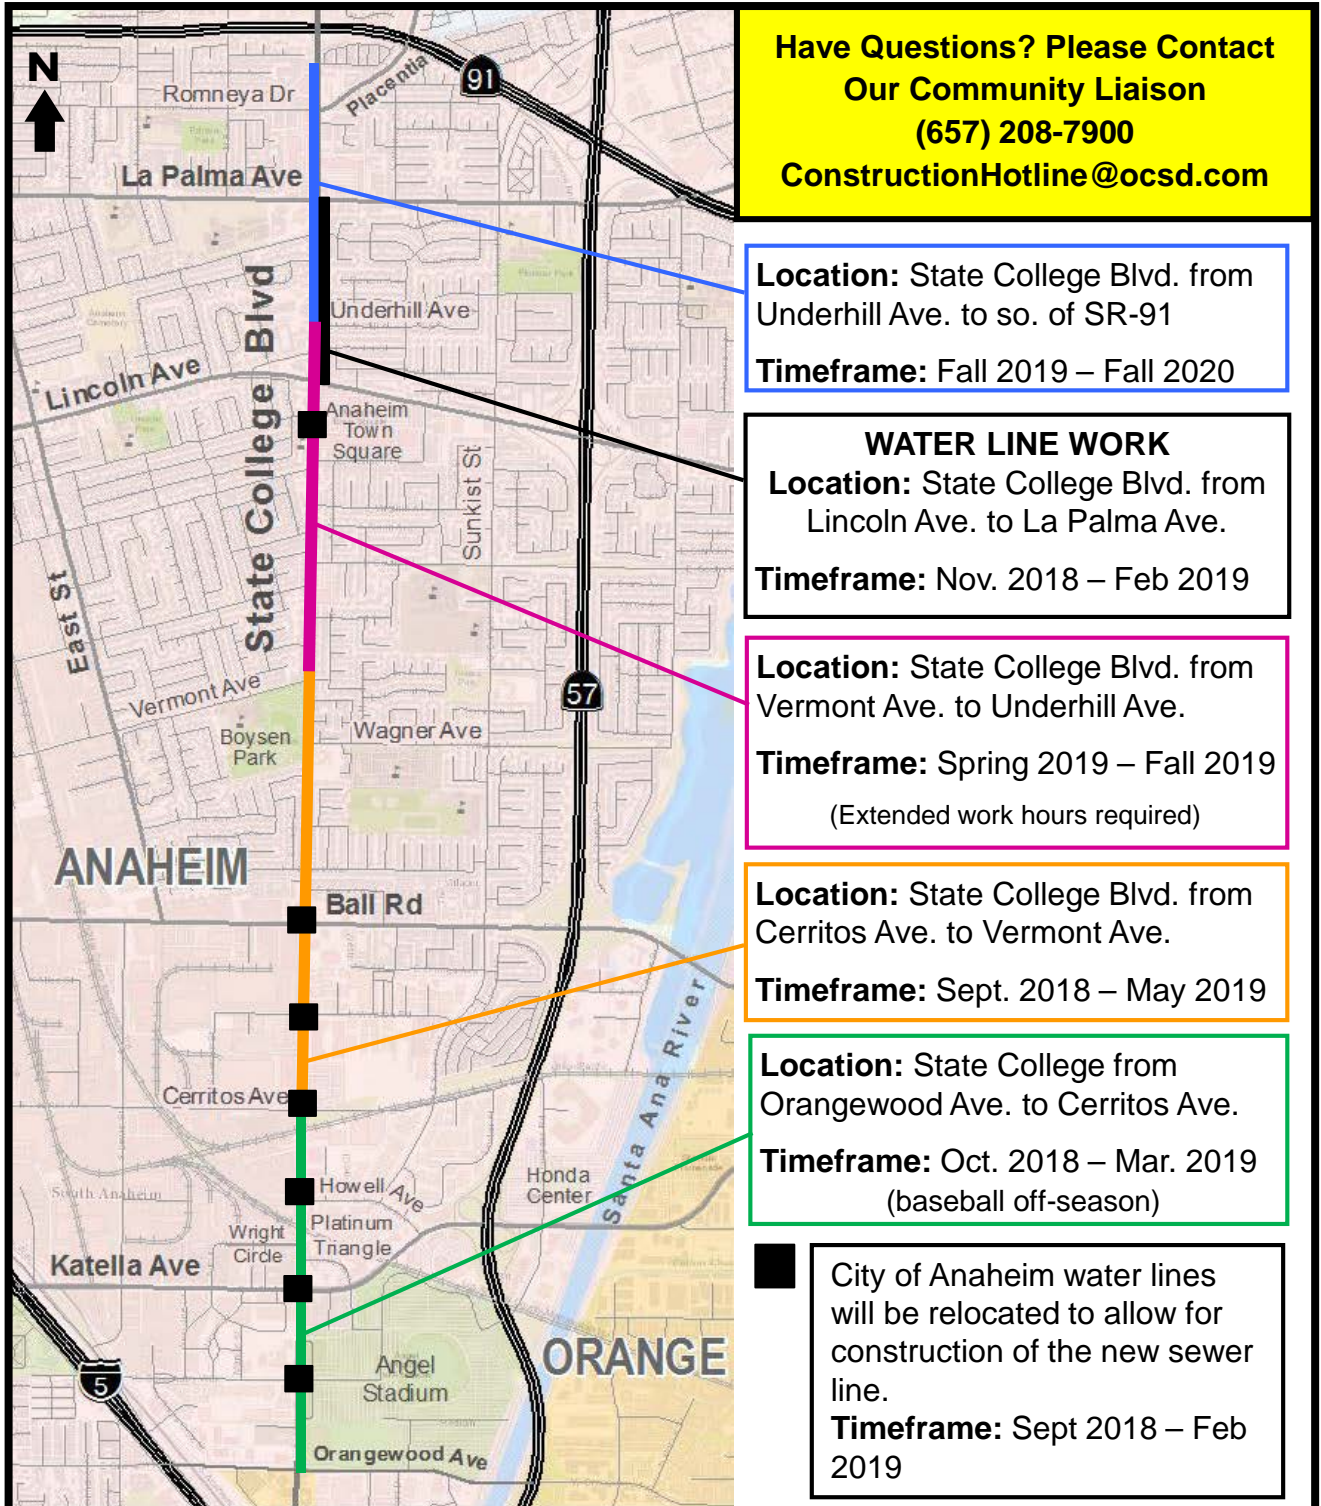 N
Romneya Dr
Placentia
91
La Palma Ave
Underhill Ave
State College Blvd
Lincoln Ave
Anaheim
Town
Square
Sunkist St
East St
Vermont Ave
Boysen
Park
Wagner Ave
57
ANAHEIM
Ball Rd
Santa Ana River
Cerritos Ave
Howell Ave
Honda
Center
South Anaheim
Wright
Circle
Platinum
Triangle
Katella Ave
Angel
Stadium
ORANGE
5
Orangewood Ave
Have Questions? Please Contact
Our Community Liaison
(657) 208-7900
ConstructionHotline@ocsd.com
Location: State College Blvd. from
Underhill Ave. to so. of SR-91
Timeframe: Fall 2019 – Fall 2020
WATER LINE WORK
Location: State College Blvd. from
Lincoln Ave. to La Palma Ave.
Timeframe: Nov. 2018 – Feb 2019
Location: State College Blvd. from
Vermont Ave. to Underhill Ave.
Timeframe: Spring 2019 – Fall 2019
(Extended work hours required)
Location: State College Blvd. from
Cerritos Ave. to Vermont Ave.
Timeframe: Sept. 2018 – May 2019
Location: State College from
Orangewood Ave. to Cerritos Ave.
Timeframe: Oct. 2018 – Mar. 2019
(baseball off-season)
City of Anaheim water lines
will be relocated to allow for
construction of the new sewer
line.
Timeframe: Sept 2018 – Feb
2019